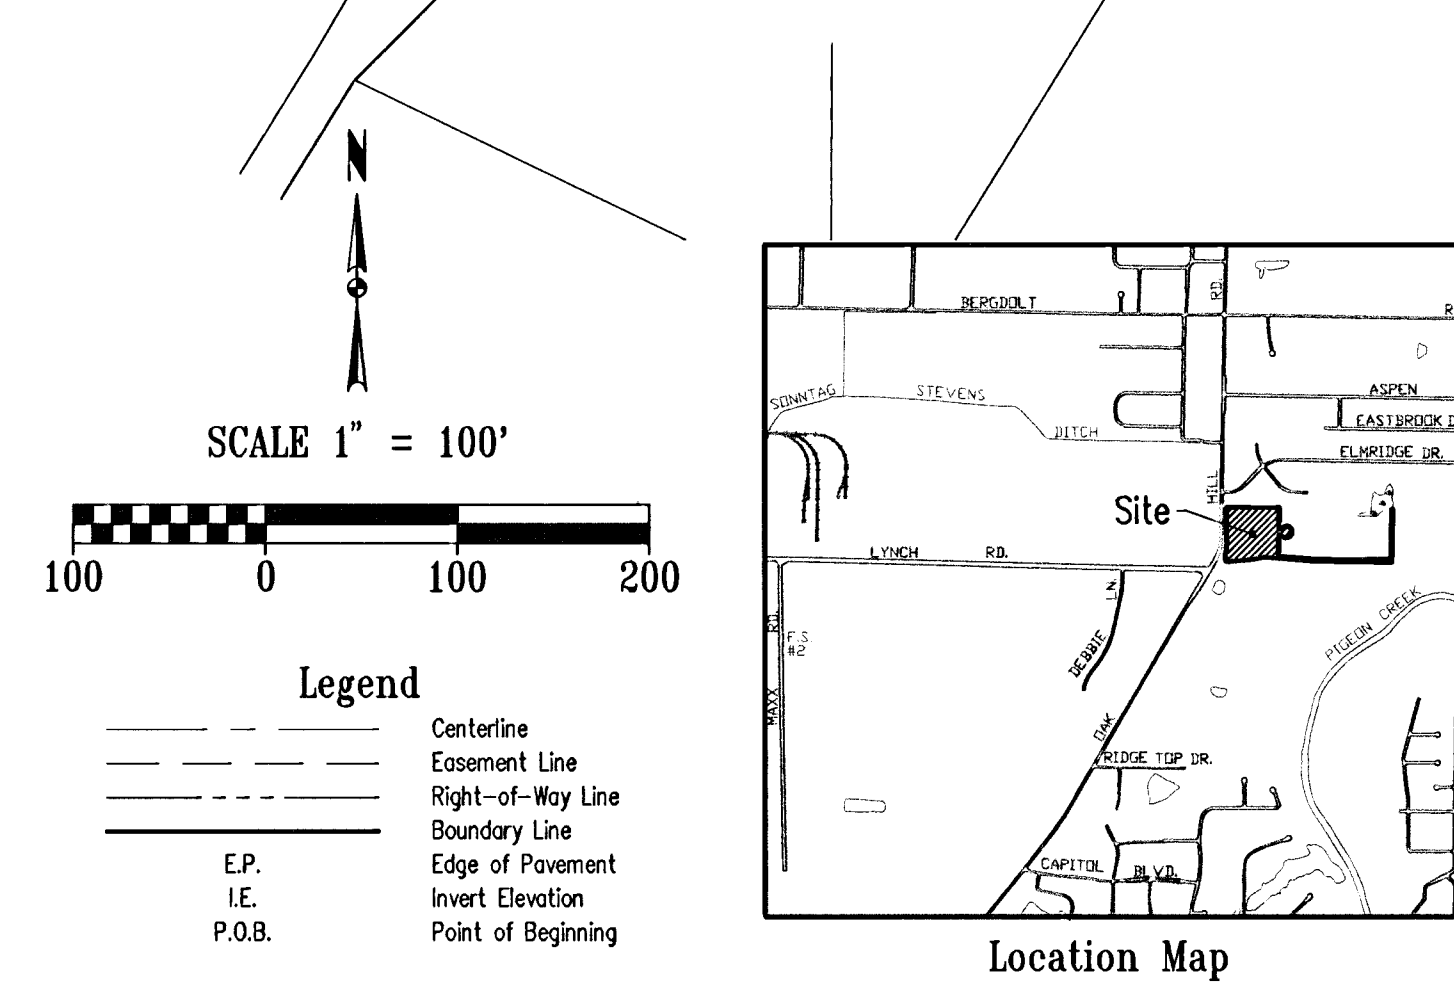 N
SCALE 1" = 100'
100 0 100 200
Legend
Centerline
Easement Line
Right-of-Way Line
Boundary Line
E.P. Edge of Pavement
I.E. Invert Elevation
P.O.B. Point of Beginning
RD.
BERGDOLT
R
ASPEN
SONNTAG STEVENS DITCH
EASTBROOK D
ELMRIDGE DR.
HILL
Site
LYNCH RD.
LN.
DEBBIE
PIGEON CREEK
RD.
F.S.
#2
MAXX
OAK
RIDGE TOP DR.
CAPITOL BLVD.
Location Map